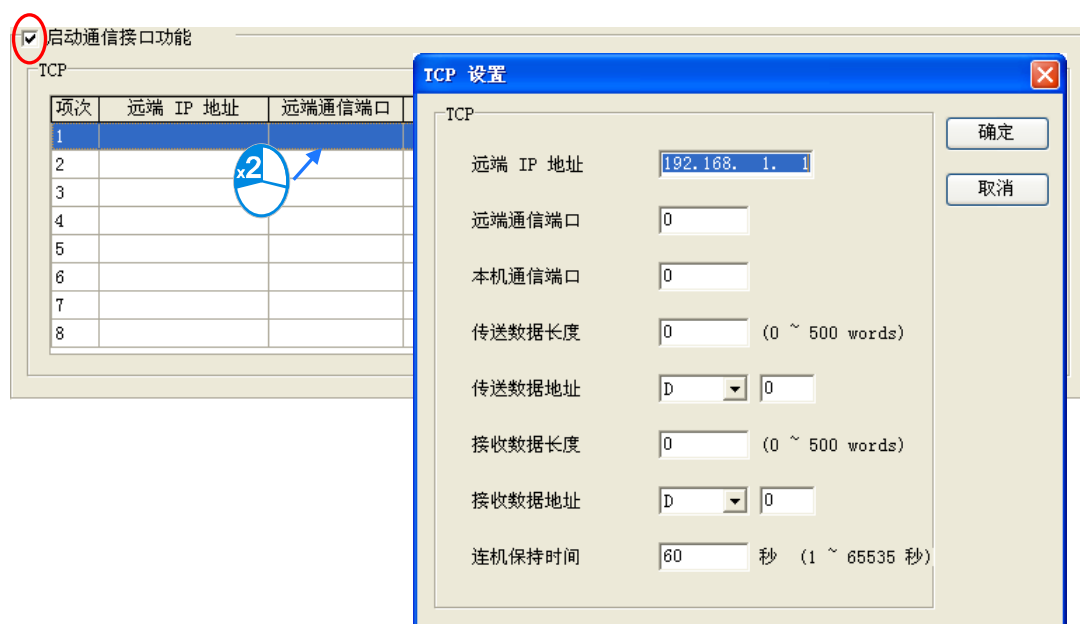 启动通信接口功能
TCP
项次 远端 IP 地址 远端通信端口
1
2
3
4
5
6
7
8
x2
TCP 设置
TCP
远端 IP 地址 192.168. 1. 1
远端通信端口 0
本机通信端口 0
传送数据长度 0 (0 ~ 500 words)
传送数据地址 D 0
接收数据长度 0 (0 ~ 500 words)
接收数据地址 D 0
连机保持时间 60 秒 (1 ~ 65535 秒)
确定
取消